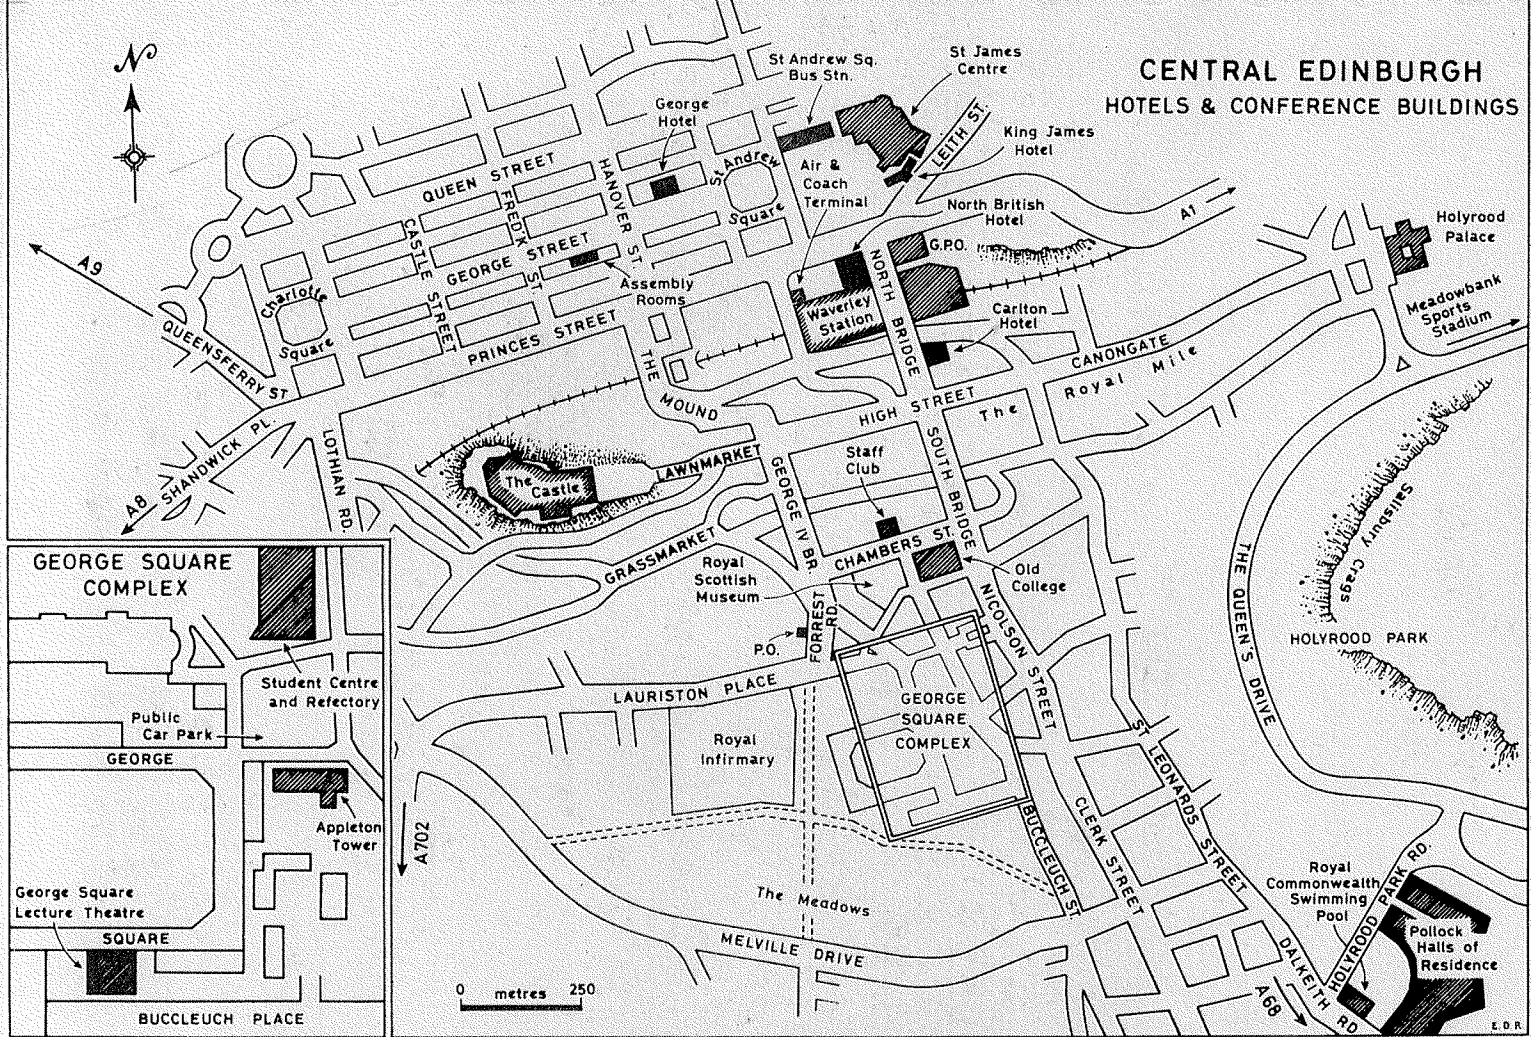 CENTRAL EDINBURGH
HOTELS & CONFERENCE BUILDINGS
N
St Andrew Sq.
Bus Stn.
St James
Centre
George
Hotel
LEITH ST.
King James
Hotel
QUEEN STREET
HANOVER ST.
St Andrew
Square
Air &
Coach
Terminal
North British
Hotel
A1
Holyrood
Palace
FRED'K ST
CASTLE STREET
GEORGE STREET
G.P.O.
A9
Charlotte
Square
Assembly
Rooms
NORTH BRIDGE
Waverley
Station
Carlton
Hotel
Meadowbank
Sports
Stadium
QUEENSFERRY ST
PRINCES STREET
THE MOUND
CANONGATE
The Royal Mile
HIGH STREET
SHANDWICK PL.
A8
LOTHIAN RD.
The
Castle
LAWNMARKET
GEORGE IV BR.
Staff
Club
SOUTH BRIDGE
Salisbury Crags
GRASSMARKET
CHAMBERS ST.
Royal
Scottish
Museum
Old
College
THE QUEEN'S DRIVE
FORREST RD.
P.O.
NICOLSON STREET
HOLYROOD PARK
LAURISTON PLACE
GEORGE
SQUARE
COMPLEX
Royal
Infirmary
ST LEONARDS STREET
CLERK STREET
BUCCLEUCH ST
A702
The Meadows
MELVILLE DRIVE
Royal
Commonwealth
Swimming
Pool
HOLYROOD PARK RD.
Pollock
Halls of
Residence
DALKEITH RD
A68
0 metres 250
E.D.R.
GEORGE SQUARE
COMPLEX
Student Centre
and Refectory
Public
Car Park
GEORGE
Appleton
Tower
George Square
Lecture Theatre
SQUARE
BUCCLEUCH PLACE